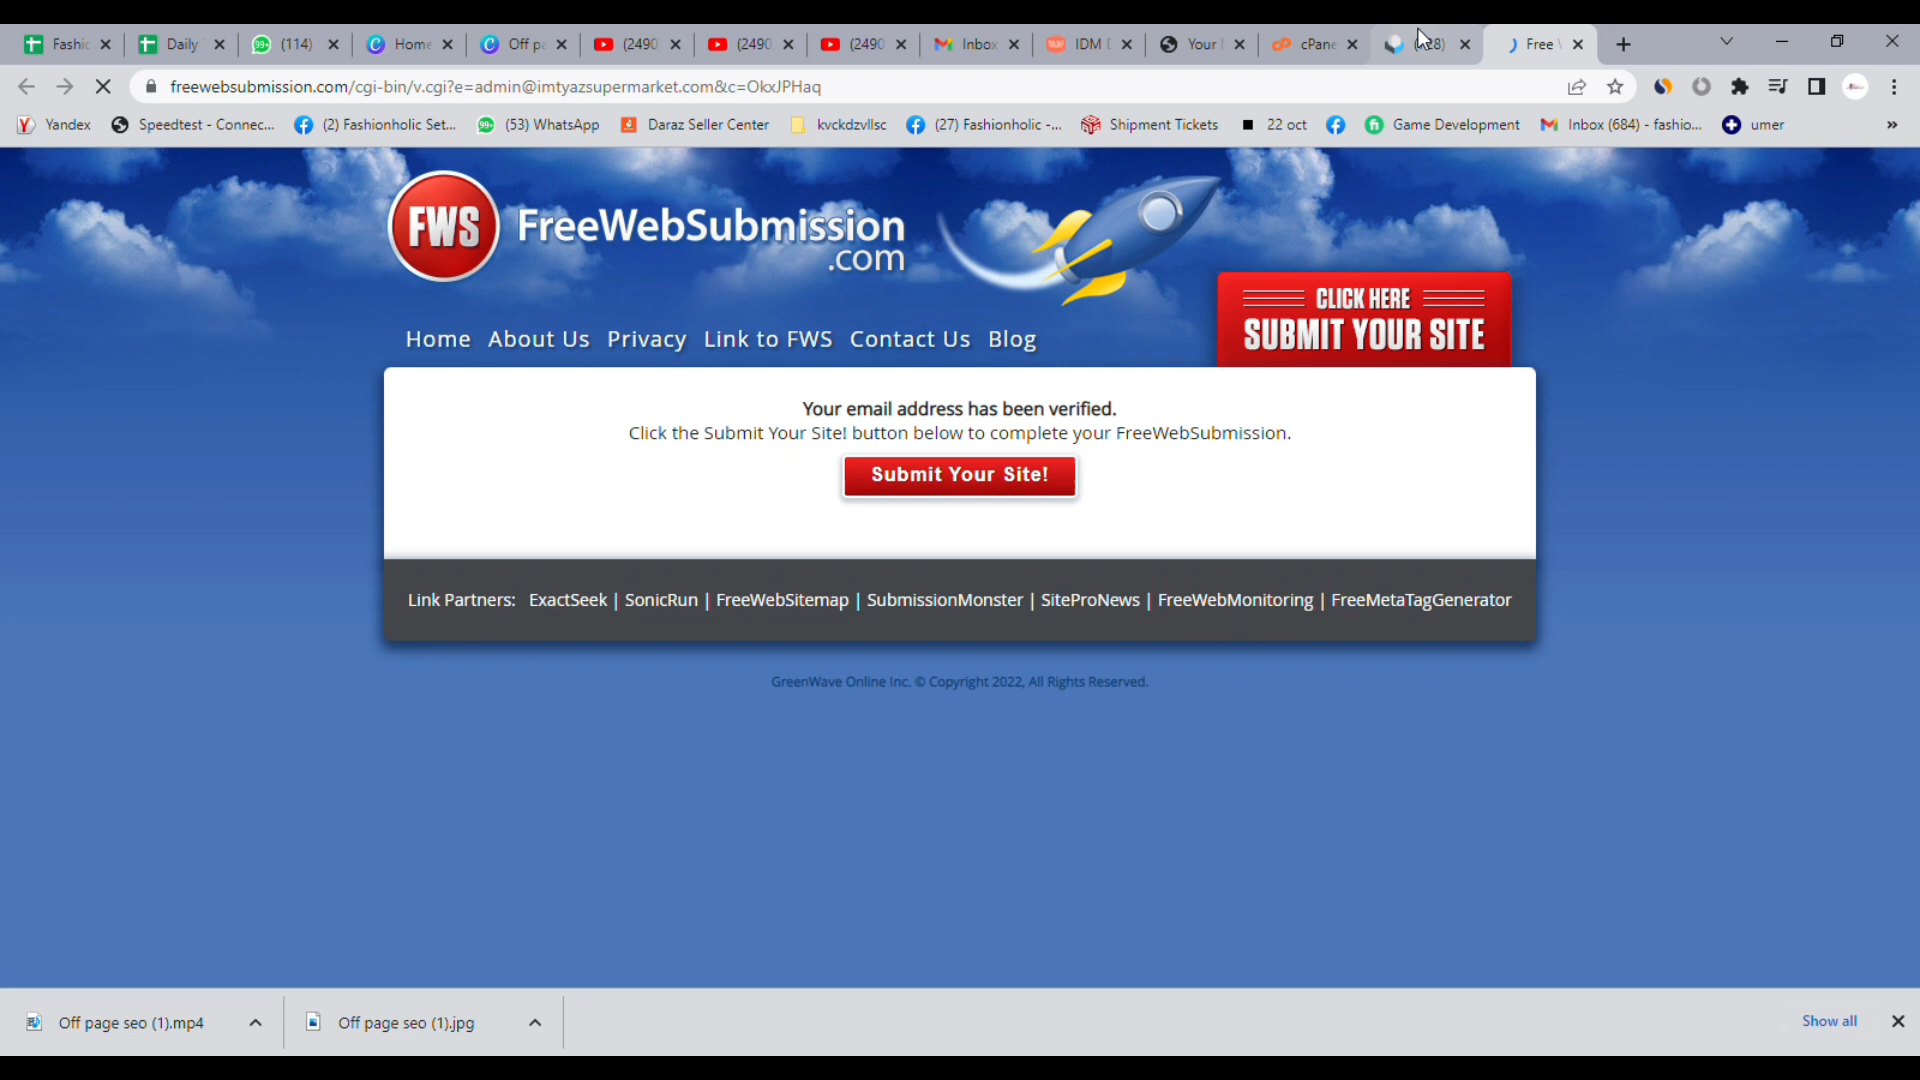 Fashic
Daily
(114)
Home
Off pa
(2490
(2490
(2490
Inbox
IDM D
Your
cPane
Free
freewebsubmission.com/cgi-bin/v.cgi?e=admin@imtyazsupermarket.com&c=OkxJPHaq
Yandex
Speedtest - Connec...
(2) Fashionholic Set...
99+ (53) WhatsApp
Daraz Seller Center
kvckdzvllsc
(27) Fashionholic -...
Shipment Tickets
22 oct
Game Development
Inbox (684) - fashio...
umer
»
FWS
FreeWebSubmission
.com
CLICK HERE
SUBMIT YOUR SITE
Home About Us Privacy Link to FWS Contact Us Blog
Your email address has been verified.
Click the Submit Your Site! button below to complete your FreeWebSubmission.
Submit Your Site!
Link Partners: ExactSeek | SonicRun | FreeWebSitemap | SubmissionMonster | SiteProNews | FreeWebMonitoring | FreeMetaTagGenerator
GreenWave Online Inc. © Copyright 2022, All Rights Reserved.
Off page seo (1).mp4
Off page seo (1).jpg
Show all